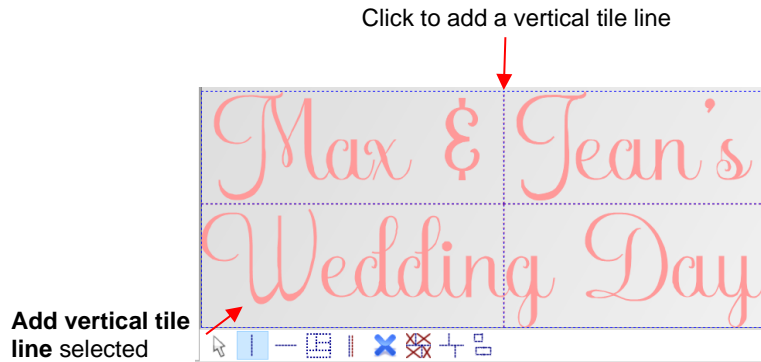 Click to add a vertical tile line
Max & Jean's
Wedding Day
Add vertical tile
line selected